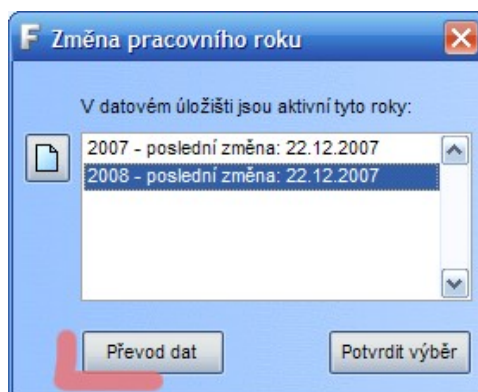 F Změna pracovního roku
V datovém úložišti jsou aktivní tyto roky:
2007 - poslední změna: 22.12.2007
2008 - poslední změna: 22.12.2007
Převod dat
Potvrdit výběr